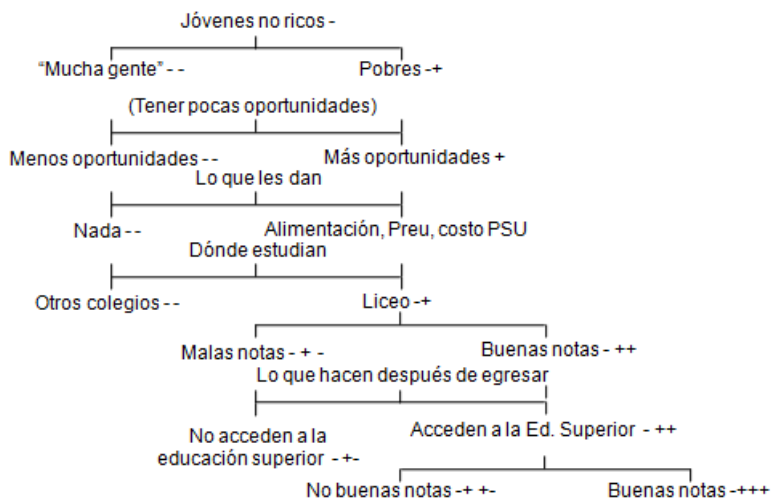 Jóvenes no ricos -
“Mucha gente” - - Pobres -+
(Tener pocas oportunidades)
Menos oportunidades - - Más oportunidades +
Lo que les dan
Nada - - Alimentación, Preu, costo PSU
Dónde estudian
Otros colegios - - Liceo -+
Malas notas - + - Buenas notas - ++
Lo que hacen después de egresar
No acceden a la Acceden a la Ed. Superior - ++
educación superior - +-
No buenas notas -+ +- Buenas notas -+++